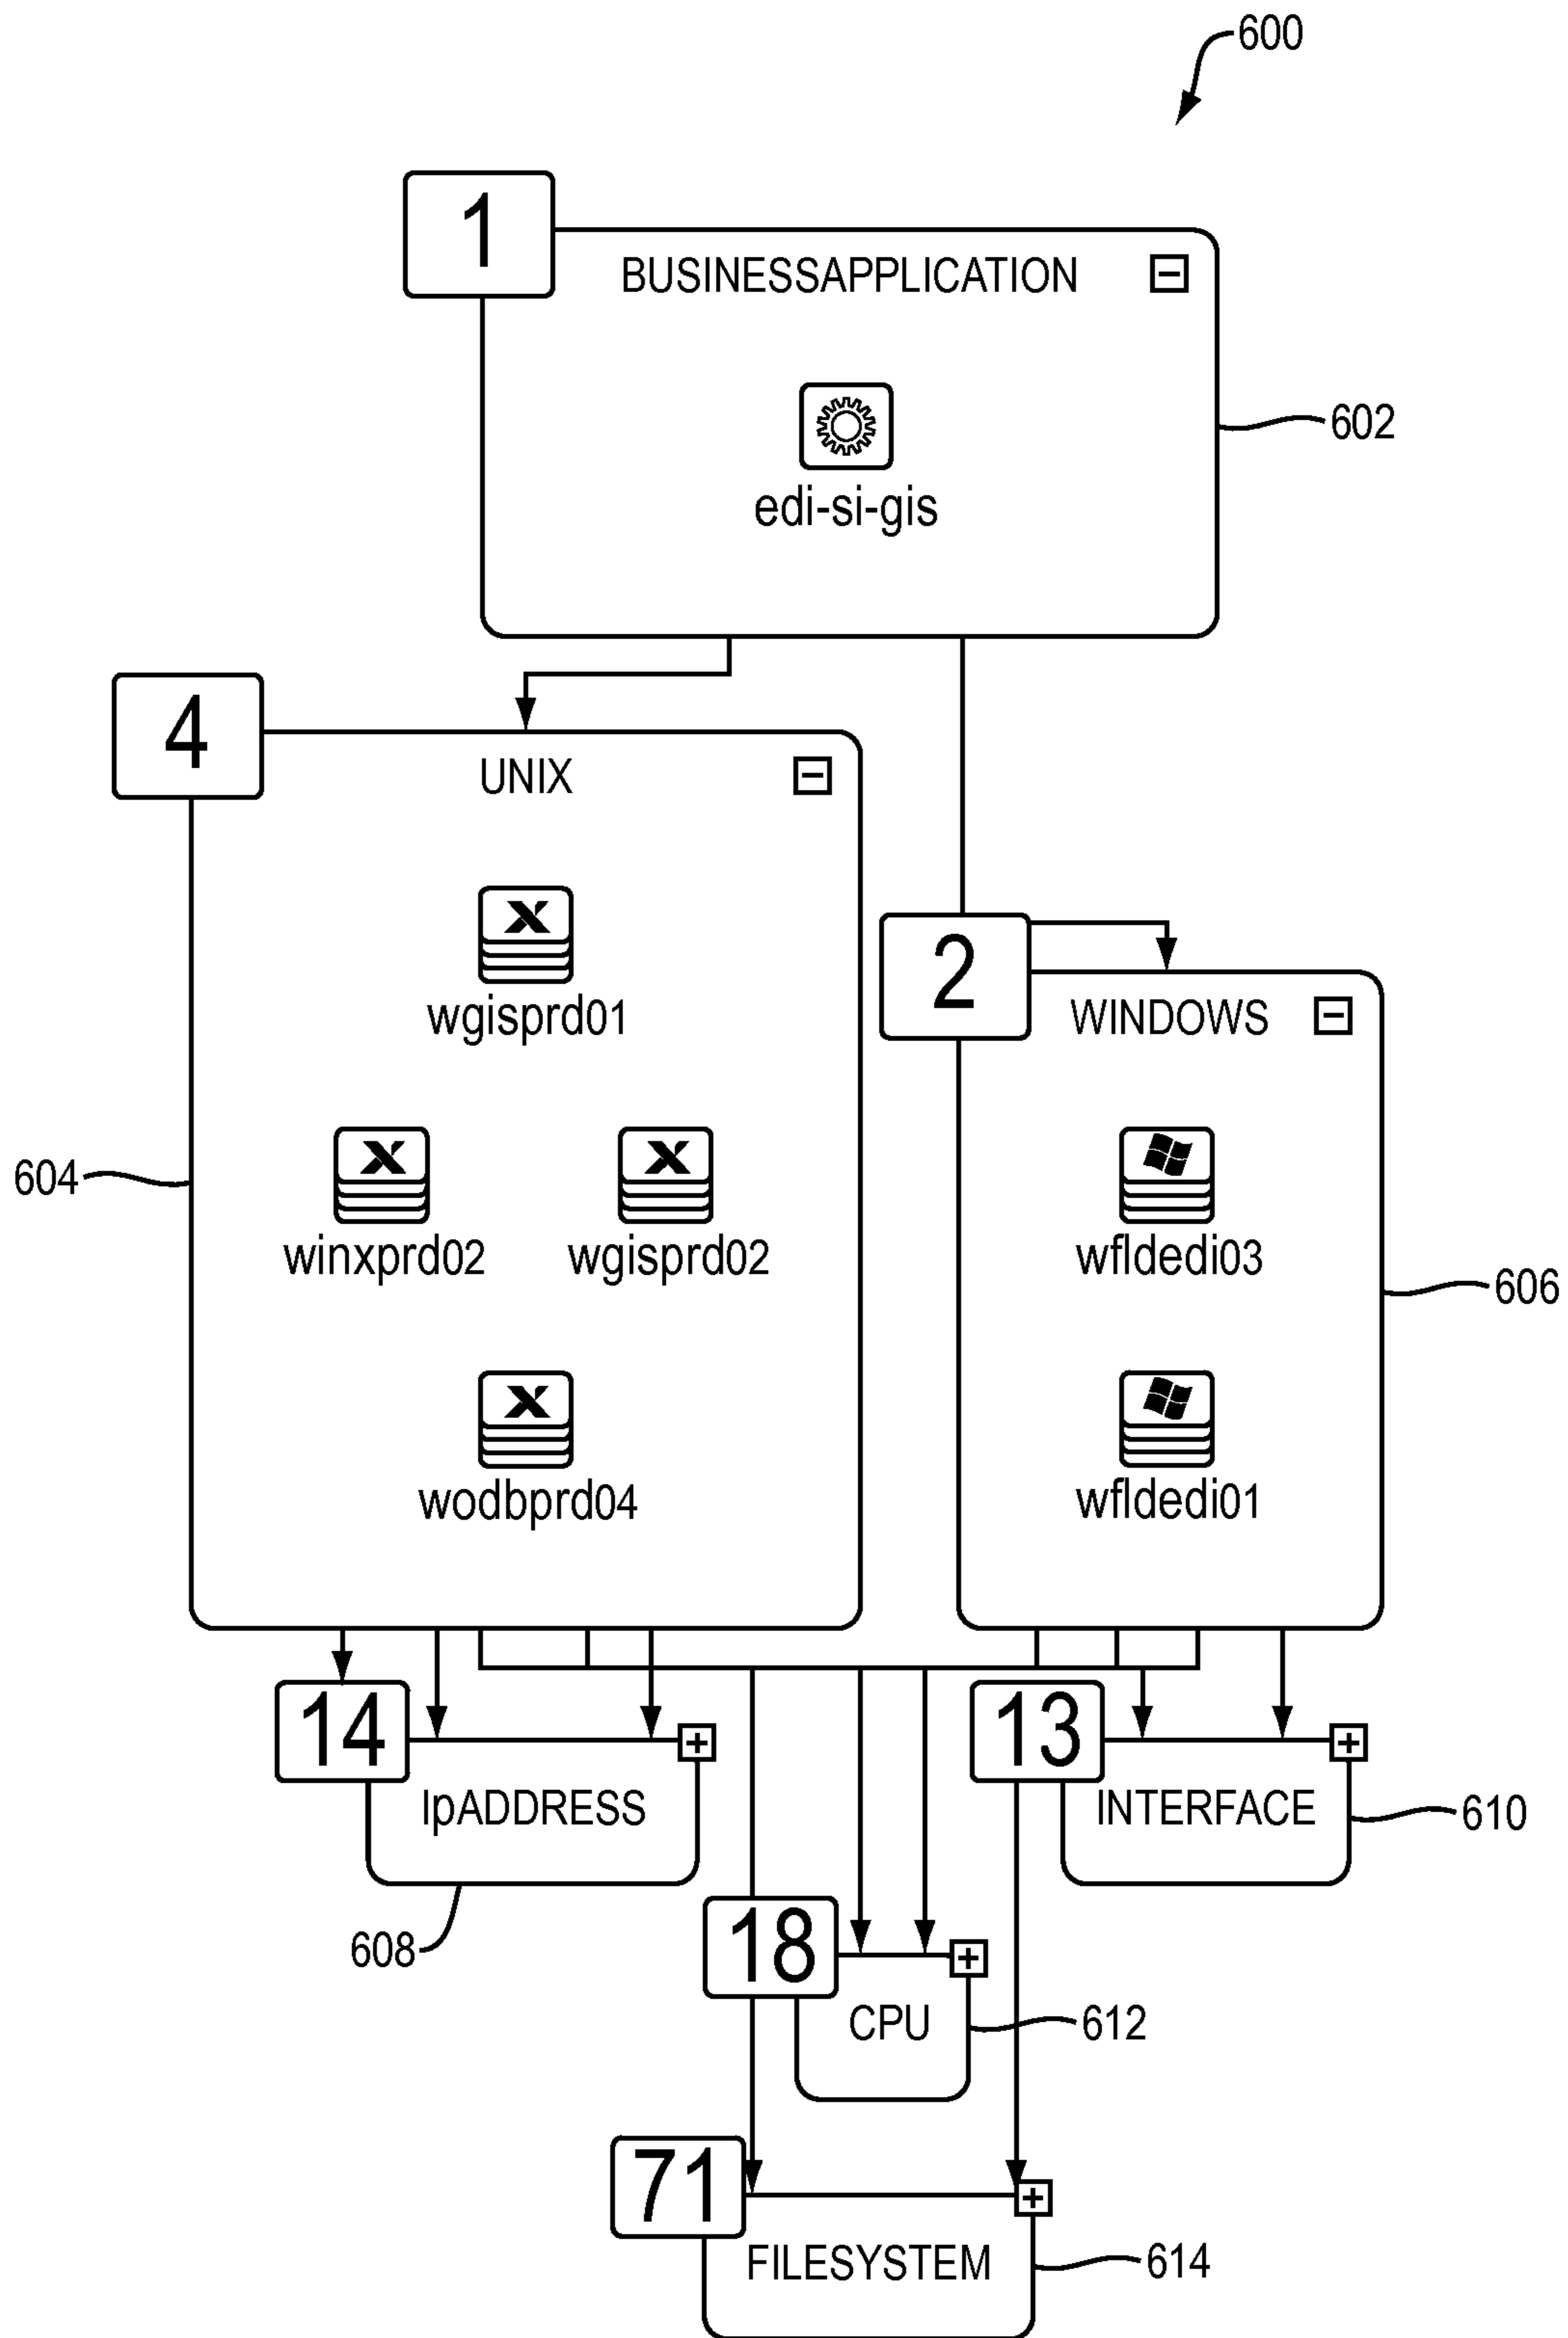 600
1
BUSINESSAPPLICATION
edi-si-gis
602
4
UNIX
wgisprd01
2
WINDOWS
604
winxprd02
wgisprd02
wfldedi03
606
wodbprd04
wfldedi01
14
13
IpADDRESS
INTERFACE
610
608
18
CPU
612
71
FILESYSTEM
614